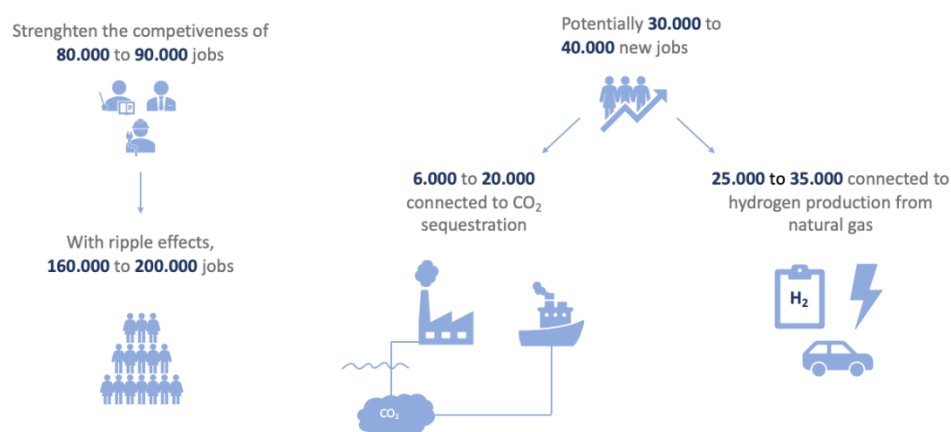 Strenghten the competiveness of
80.000 to 90.000 jobs
With ripple effects,
160.000 to 200.000 jobs
Potentially 30.000 to
40.000 new jobs
6.000 to 20.000
connected to CO₂
sequestration
CO₂
25.000 to 35.000 connected to
hydrogen production from
natural gas
H₂